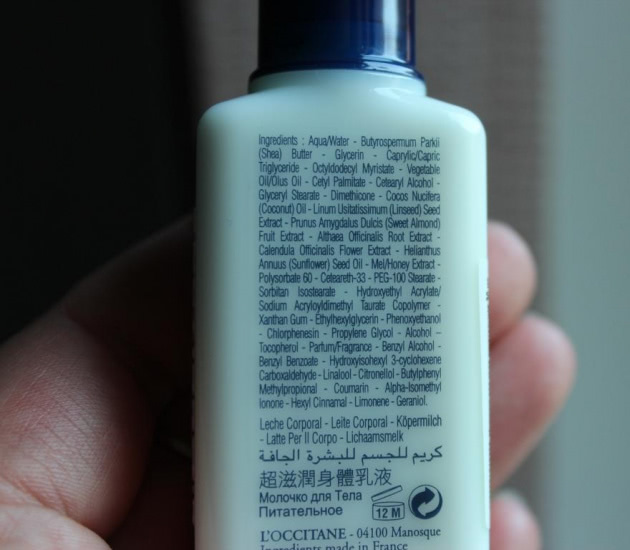 Ingredients : Aqua/Water - Butyrospermum Parkii
(Shea) Butter - Glycerin - Caprylic/Capric
Triglyceride - Octyldodecyl Myristate - Vegetable
Oil/Olus Oil - Cetyl Palmitate - Cetearyl Alcohol -
Glyceryl Stearate - Dimethicone - Cocos Nucifera
(Coconut) Oil - Linum Usitatissimum (Linseed) Seed
Extract - Prunus Amygdalus Dulcis (Sweet Almond)
Fruit Extract - Althaea Officinalis Root Extract -
Calendula Officinalis Flower Extract - Helianthus
Annuus (Sunflower) Seed Oil - Mel/Honey Extract -
Polysorbate 60 - Ceteareth-33 - PEG-100 Stearate -
Sorbitan Isostearate - Hydroxyethyl Acrylate/
Sodium Acryloyldimethyl Taurate Copolymer -
Xanthan Gum - Ethylhexylglycerin - Phenoxyethanol
- Chlorphenesin - Propylene Glycol - Alcohol –
Tocopherol - Parfum/Fragrance - Benzyl Alcohol -
Benzyl Benzoate - Hydroxyisohexyl 3-cyclohexene
Carboxaldehyde - Linalool - Citronellol - Butylphenyl
Methylpropional - Coumarin - Alpha-Isomethyl
Ionone - Hexyl Cinnamal - Limonene - Geraniol.
Leche Corporal - Leite Corporal - Köpermilch
- Latte Per Il Corpo - Lichaamsmelk
كريم للجسم للبشرة الجافة
超滋潤身體乳液
Молочко для Тела
Питательное
12 M
L'OCCITANE - 04100 Manosque
Ingredients made in France